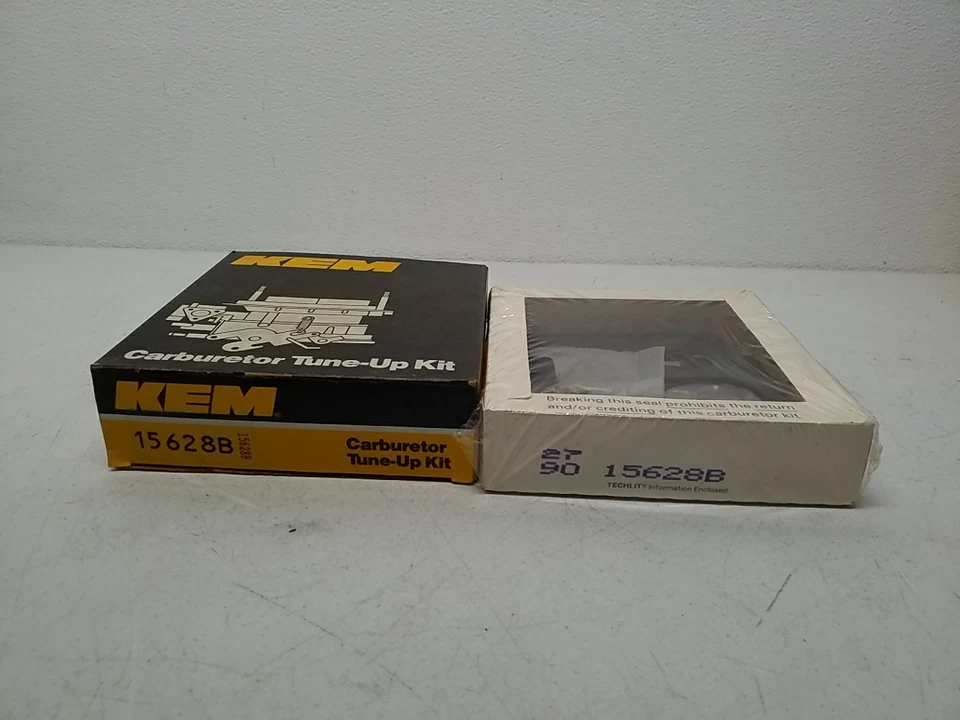 KEM
Carburetor Tune-Up Kit
KEM
15628B
15628B
Carburetor
Tune-Up Kit
Breaking this seal prohibits the return
and/or crediting of this carburetor kit.
90 15628B
TECHLIT® Information Enclosed